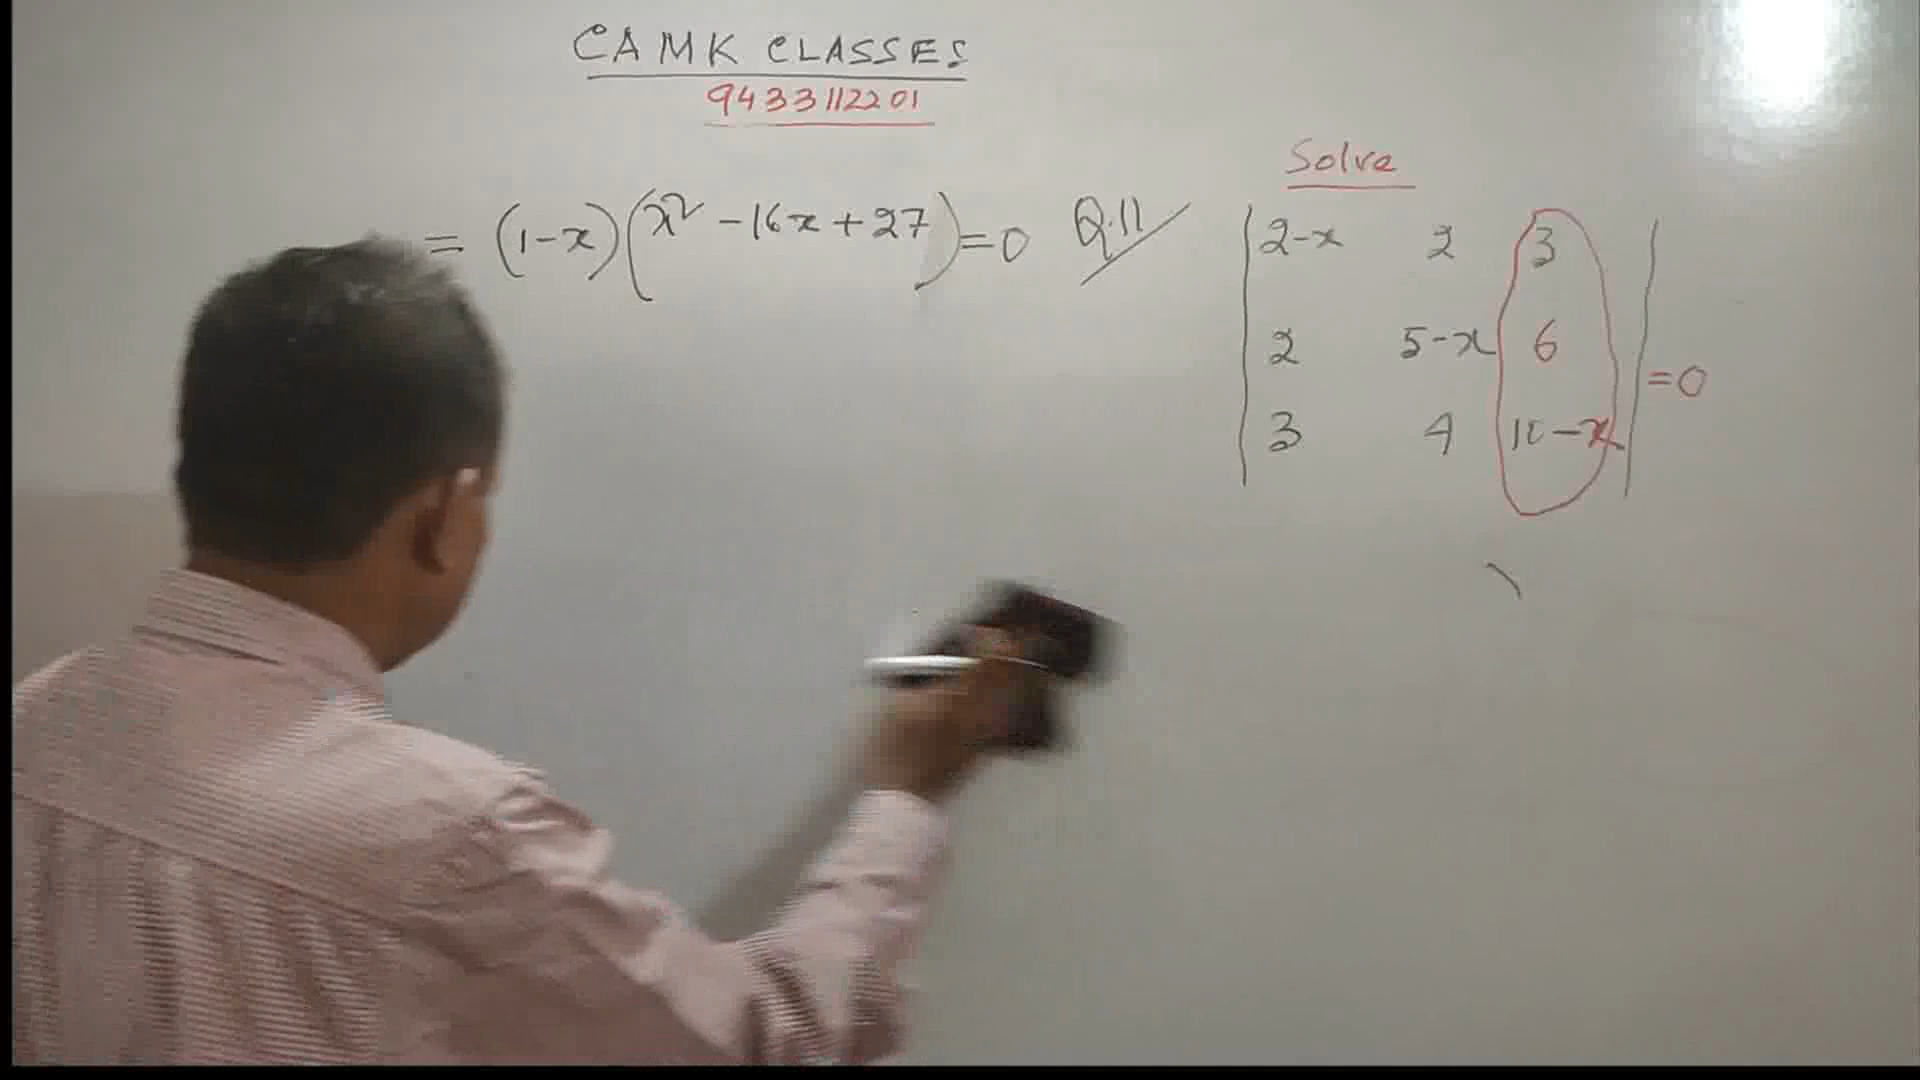 CAMK CLASSES
9433112201
= (1-x)(x² -16x+27)=0
Q.11
Solve
2-x 2 3
2 5-x 6
3 4 10-x
=0